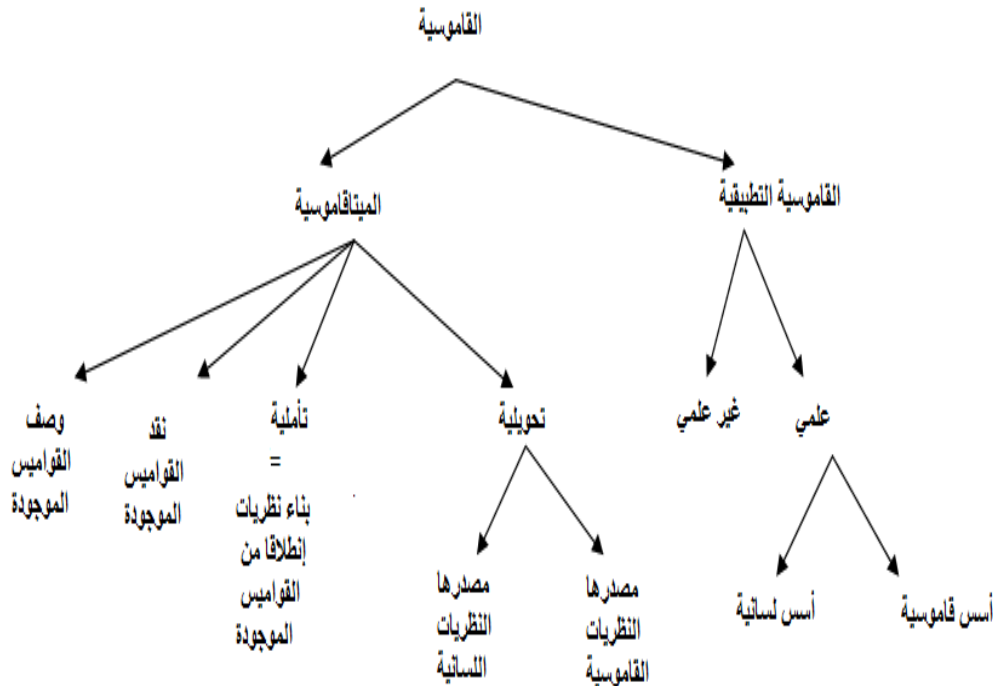 القاموسية
القاموسية التطبيقية
الميتاقاموسية
علمي
غير علمي
تحويلية
تأملية
=
بناء نظريات
إنطلاقا من
القواميس
الموجودة
نقد
القواميس
الموجودة
وصف
القواميس
الموجودة
أسس قاموسية
أسس لسانية
مصدرها
النظريات
القاموسية
مصدرها
النظريات
اللسانية